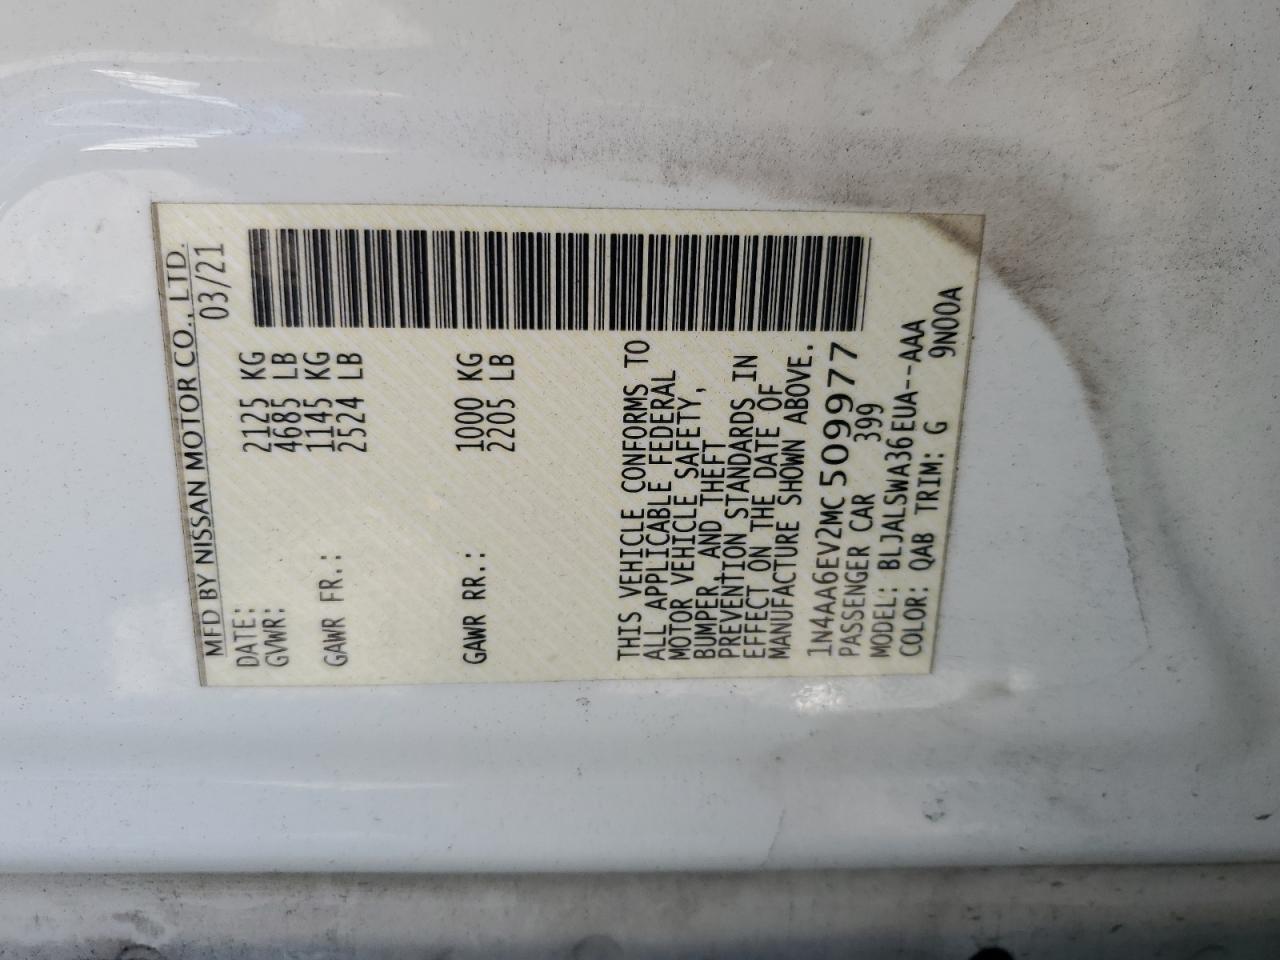 MFD BY NISSAN MOTOR CO., LTD.
DATE: 03/21
GVWR: 2125 KG
4685 LB
GAWR FR.: 1145 KG
2524 LB
GAWR RR.: 1000 KG
2205 LB
THIS VEHICLE CONFORMS TO
ALL APPLICABLE FEDERAL
MOTOR VEHICLE SAFETY,
BUMPER, AND THEFT
PREVENTION STANDARDS IN
EFFECT ON THE DATE OF
MANUFACTURE SHOWN ABOVE.
1N4AA6EV2MC509977
PASSENGER CAR 399
MODEL: BLJALSWA36EUA--AAA
COLOR: QAB TRIM: G 9N00A